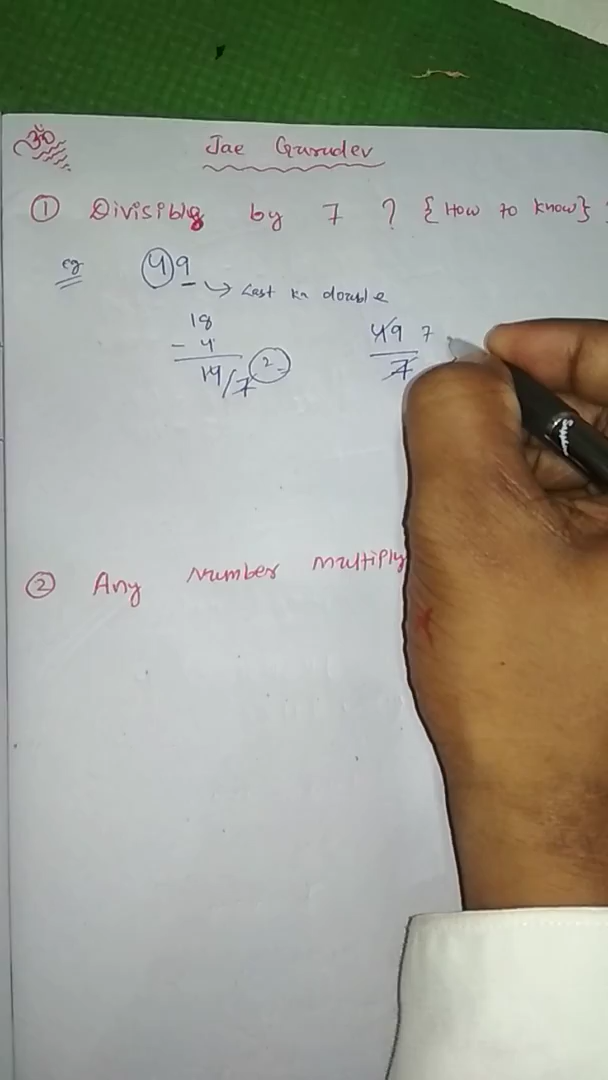 ॐ
Jae Gurudev
① Divisible by 7 ? {How to know}
eg 49 → Last ka double
18
- 4
14/7 2
49 7
7
② Any Number multiply